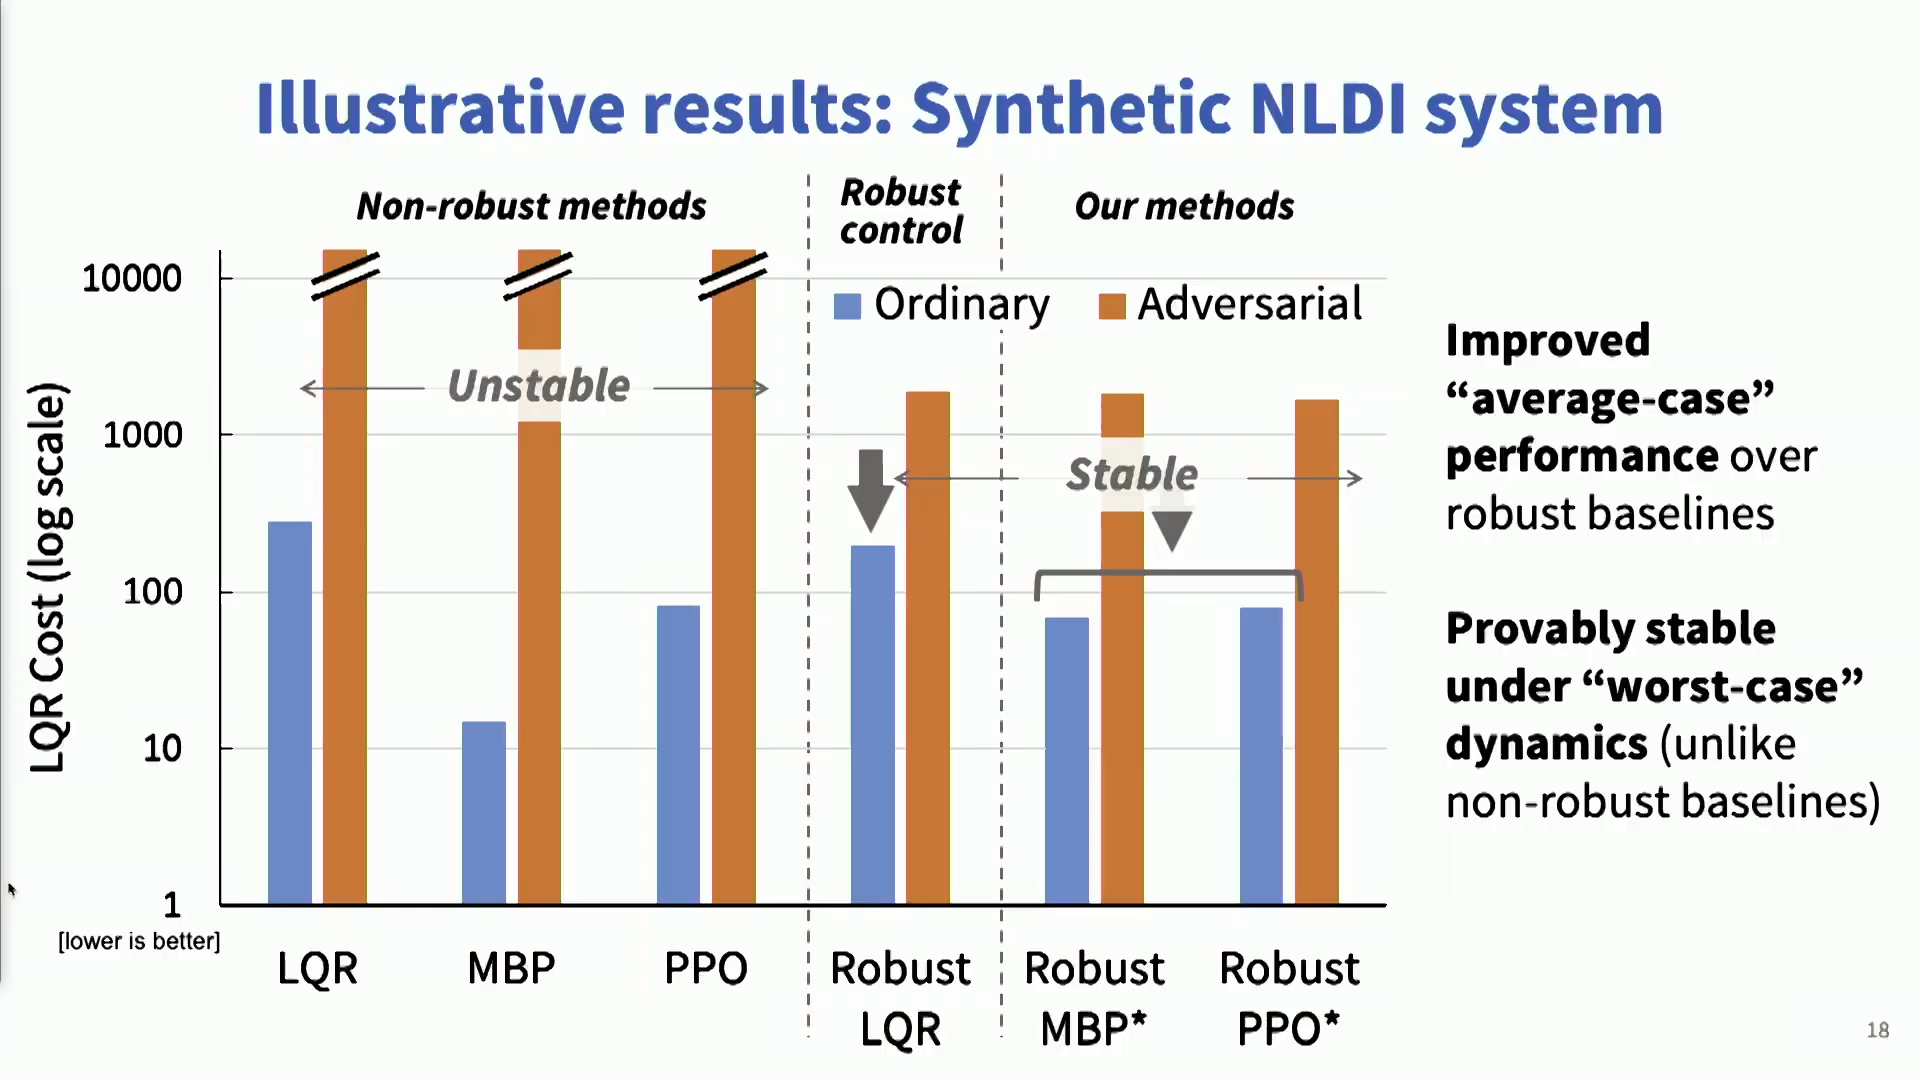 Illustrative results: Synthetic NLDI system
Non-robust methods
Robust
control
Our methods
Ordinary
Adversarial
10000
1000
100
10
1
LQR Cost (log scale)
[lower is better]
Unstable
Stable
LQR
MBP
PPO
Robust
LQR
Robust
MBP*
Robust
PPO*
Improved
“average-case”
performance over
robust baselines
Provably stable
under “worst-case”
dynamics (unlike
non-robust baselines)
18